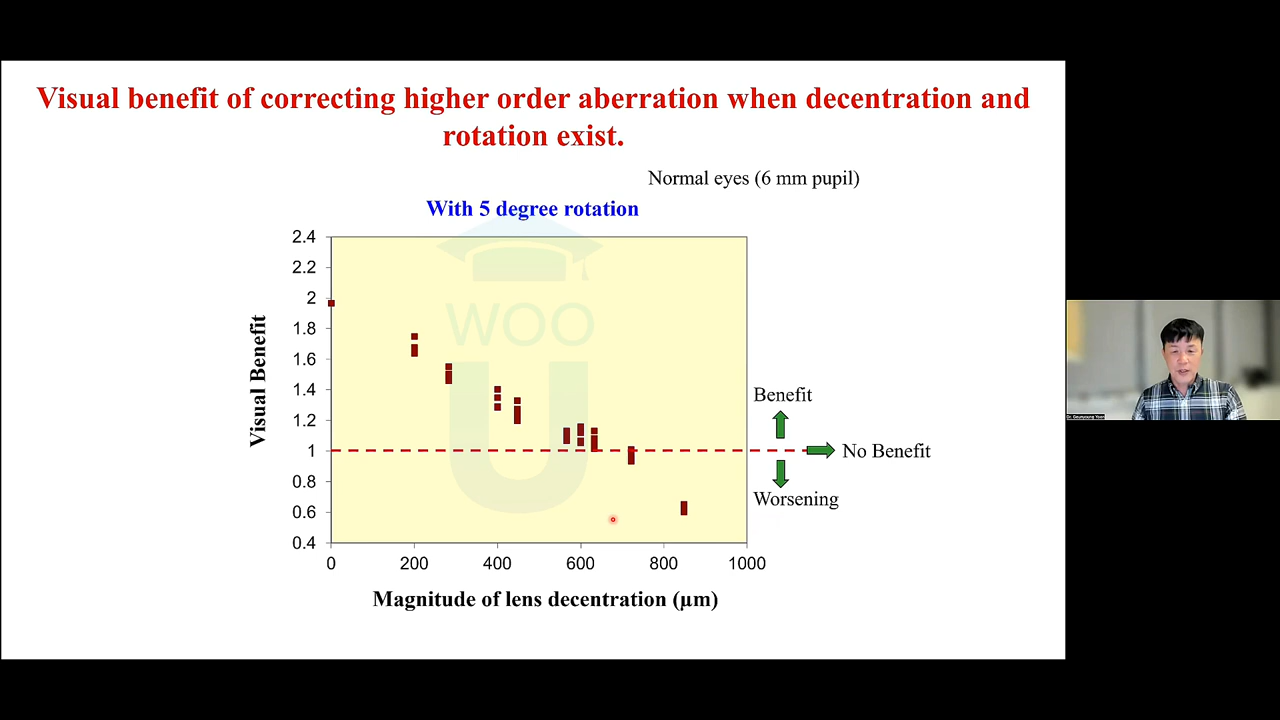 Visual benefit of correcting higher order aberration when decentration and
rotation exist.
Normal eyes (6 mm pupil)
With 5 degree rotation
2.4
2.2
2
1.8
1.6
1.4
1.2
1
0.8
0.6
0.4
Visual Benefit
WOO
U
Benefit
No Benefit
Worsening
0 200 400 600 800 1000
Magnitude of lens decentration (µm)
Dr. Geunyoung Yoon